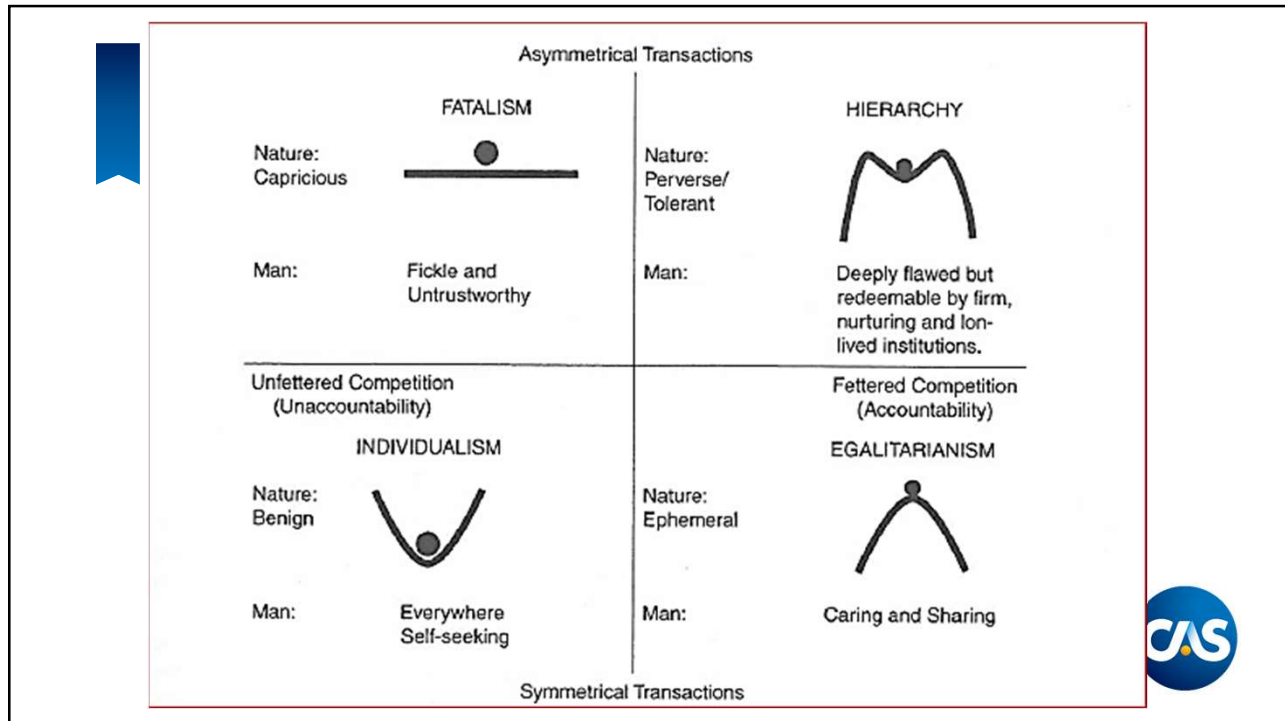 Asymmetrical Transactions
FATALISM
Nature:
Capricious
Man:
Fickle and
Untrustworthy
HIERARCHY
Nature:
Perverse/
Tolerant
Man:
Deeply flawed but
redeemable by firm,
nurturing and lon-
lived institutions.
Unfettered Competition
(Unaccountability)
Fettered Competition
(Accountability)
INDIVIDUALISM
Nature:
Benign
Man:
Everywhere
Self-seeking
EGALITARIANISM
Nature:
Ephemeral
Man:
Caring and Sharing
Symmetrical Transactions
CAS